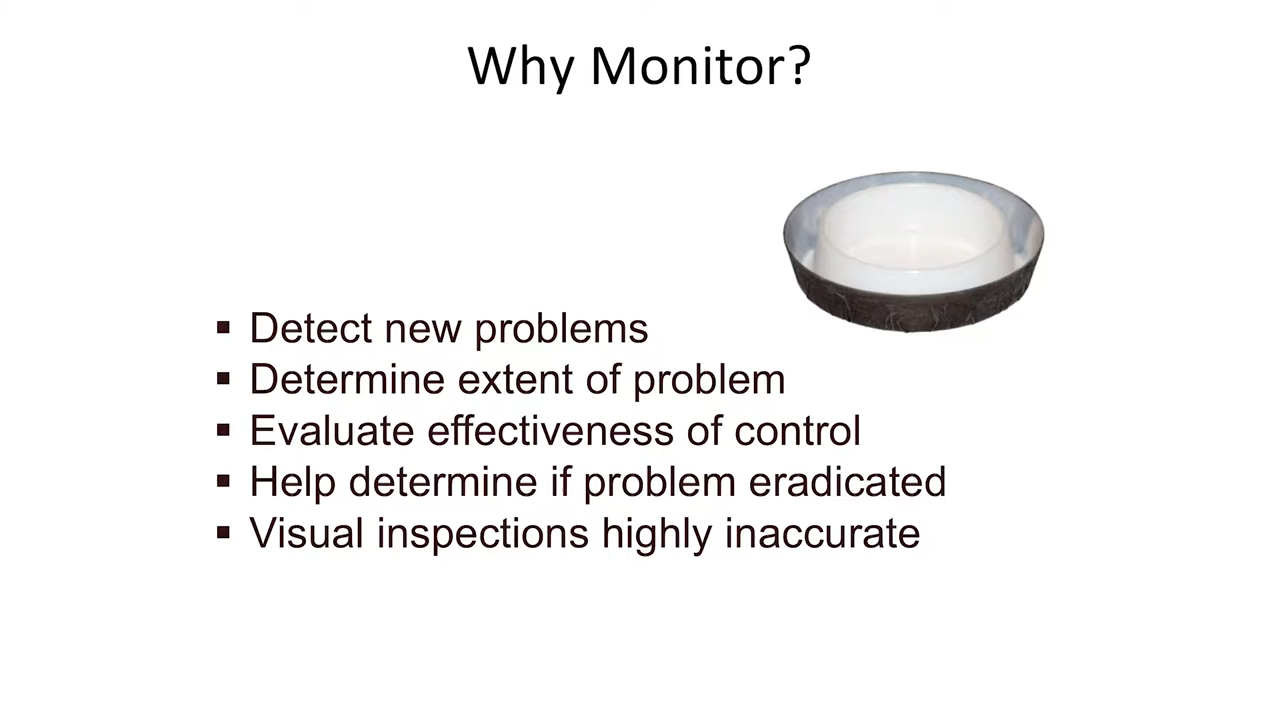 Why Monitor?
▪ Detect new problems
▪ Determine extent of problem
▪ Evaluate effectiveness of control
▪ Help determine if problem eradicated
▪ Visual inspections highly inaccurate